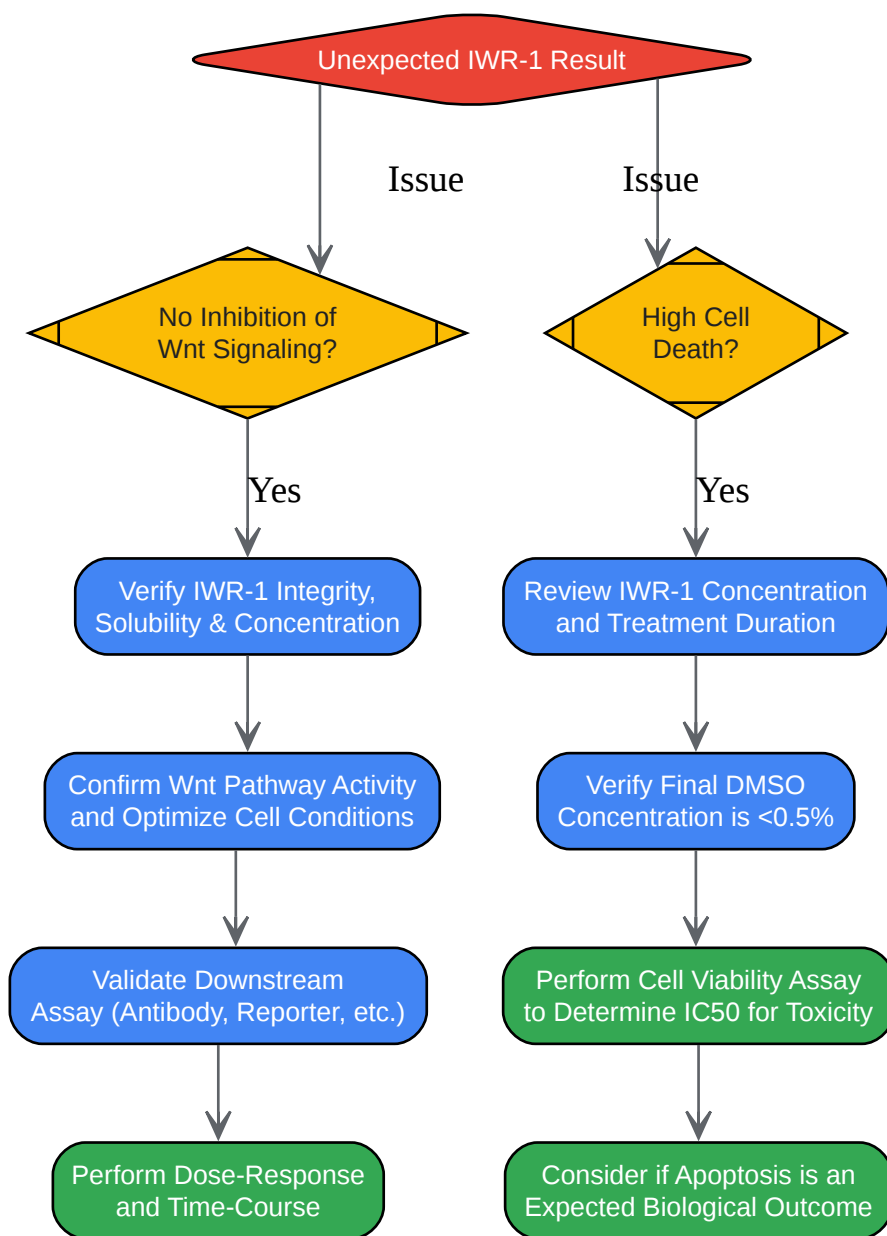 Unexpected IWR-1 Result
Issue
Issue
No Inhibition of
Wnt Signaling?
High Cell
Death?
Yes
Yes
Verify IWR-1 Integrity,
Solubility & Concentration
Review IWR-1 Concentration
and Treatment Duration
Confirm Wnt Pathway Activity
and Optimize Cell Conditions
Verify Final DMSO
Concentration is <0.5%
Validate Downstream
Assay (Antibody, Reporter, etc.)
Perform Cell Viability Assay
to Determine IC50 for Toxicity
Perform Dose-Response
and Time-Course
Consider if Apoptosis is an
Expected Biological Outcome